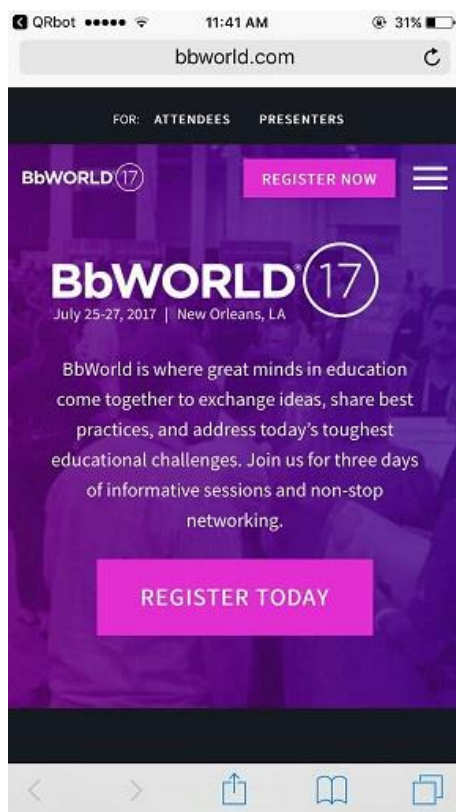 QRbot 11:41 AM 31%
bbworld.com
FOR: ATTENDEES PRESENTERS
BbWORLD 17 REGISTER NOW
BbWORLD® 17
July 25-27, 2017 | New Orleans, LA
BbWorld is where great minds in education
come together to exchange ideas, share best
practices, and address today's toughest
educational challenges. Join us for three days
of informative sessions and non-stop
networking.
REGISTER TODAY